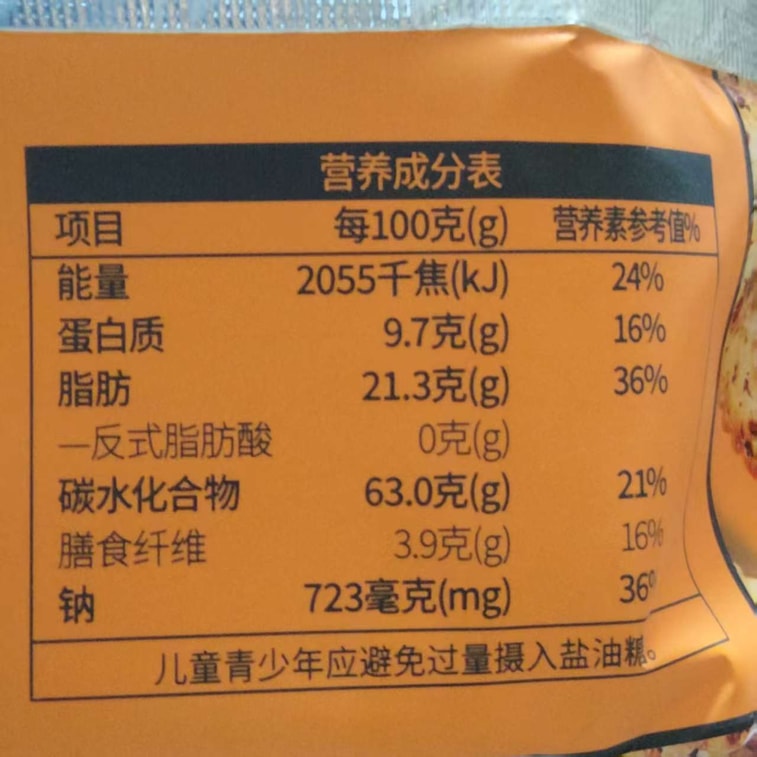 营养成分表
项目 每100克(g) 营养素参考值%
能量 2055千焦(kJ) 24%
蛋白质 9.7克(g) 16%
脂肪 21.3克(g) 36%
—反式脂肪酸 0克(g)
碳水化合物 63.0克(g) 21%
膳食纤维 3.9克(g) 16%
钠 723毫克(mg) 36%
儿童青少年应避免过量摄入盐油糖。